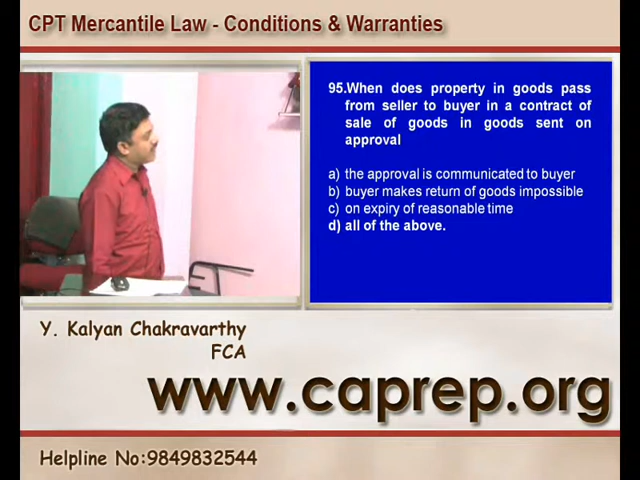 CPT Mercantile Law - Conditions & Warranties
95.When does property in goods pass
from seller to buyer in a contract of
sale of goods in goods sent on
approval
a) the approval is communicated to buyer
b) buyer makes return of goods impossible
c) on expiry of reasonable time
d) all of the above.
Y. Kalyan Chakravarthy
FCA
www.caprep.org
Helpline No:9849832544